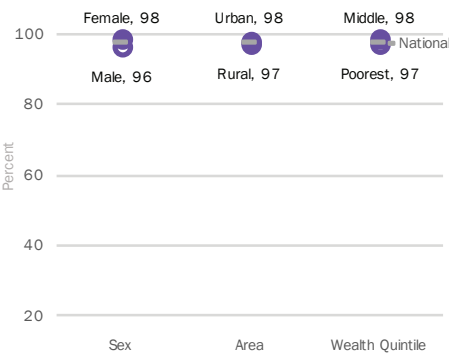 Female, 98 Urban, 98 Middle, 98
100
National
Male, 96 Rural, 97 Poorest, 97
80
Percent
60
40
20
Sex Area Wealth Quintile